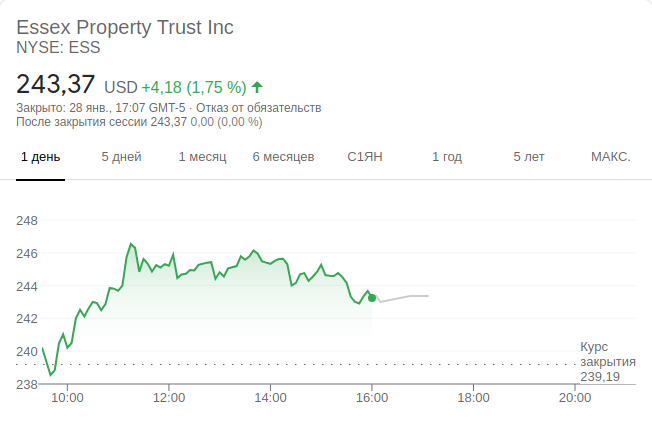 Essex Property Trust Inc
NYSE: ESS
243,37 USD +4,18 (1,75 %)
Закрыто: 28 янв., 17:07 GMT-5 · Отказ от обязательств
После закрытия сессии 243,37 0,00 (0,00 %)
1 день 5 дней 1 месяц 6 месяцев С1ЯН 1 год 5 лет МАКС.
248
246
244
242
240
238
Курс
закрытия
239,19
10:00 12:00 14:00 16:00 18:00 20:00